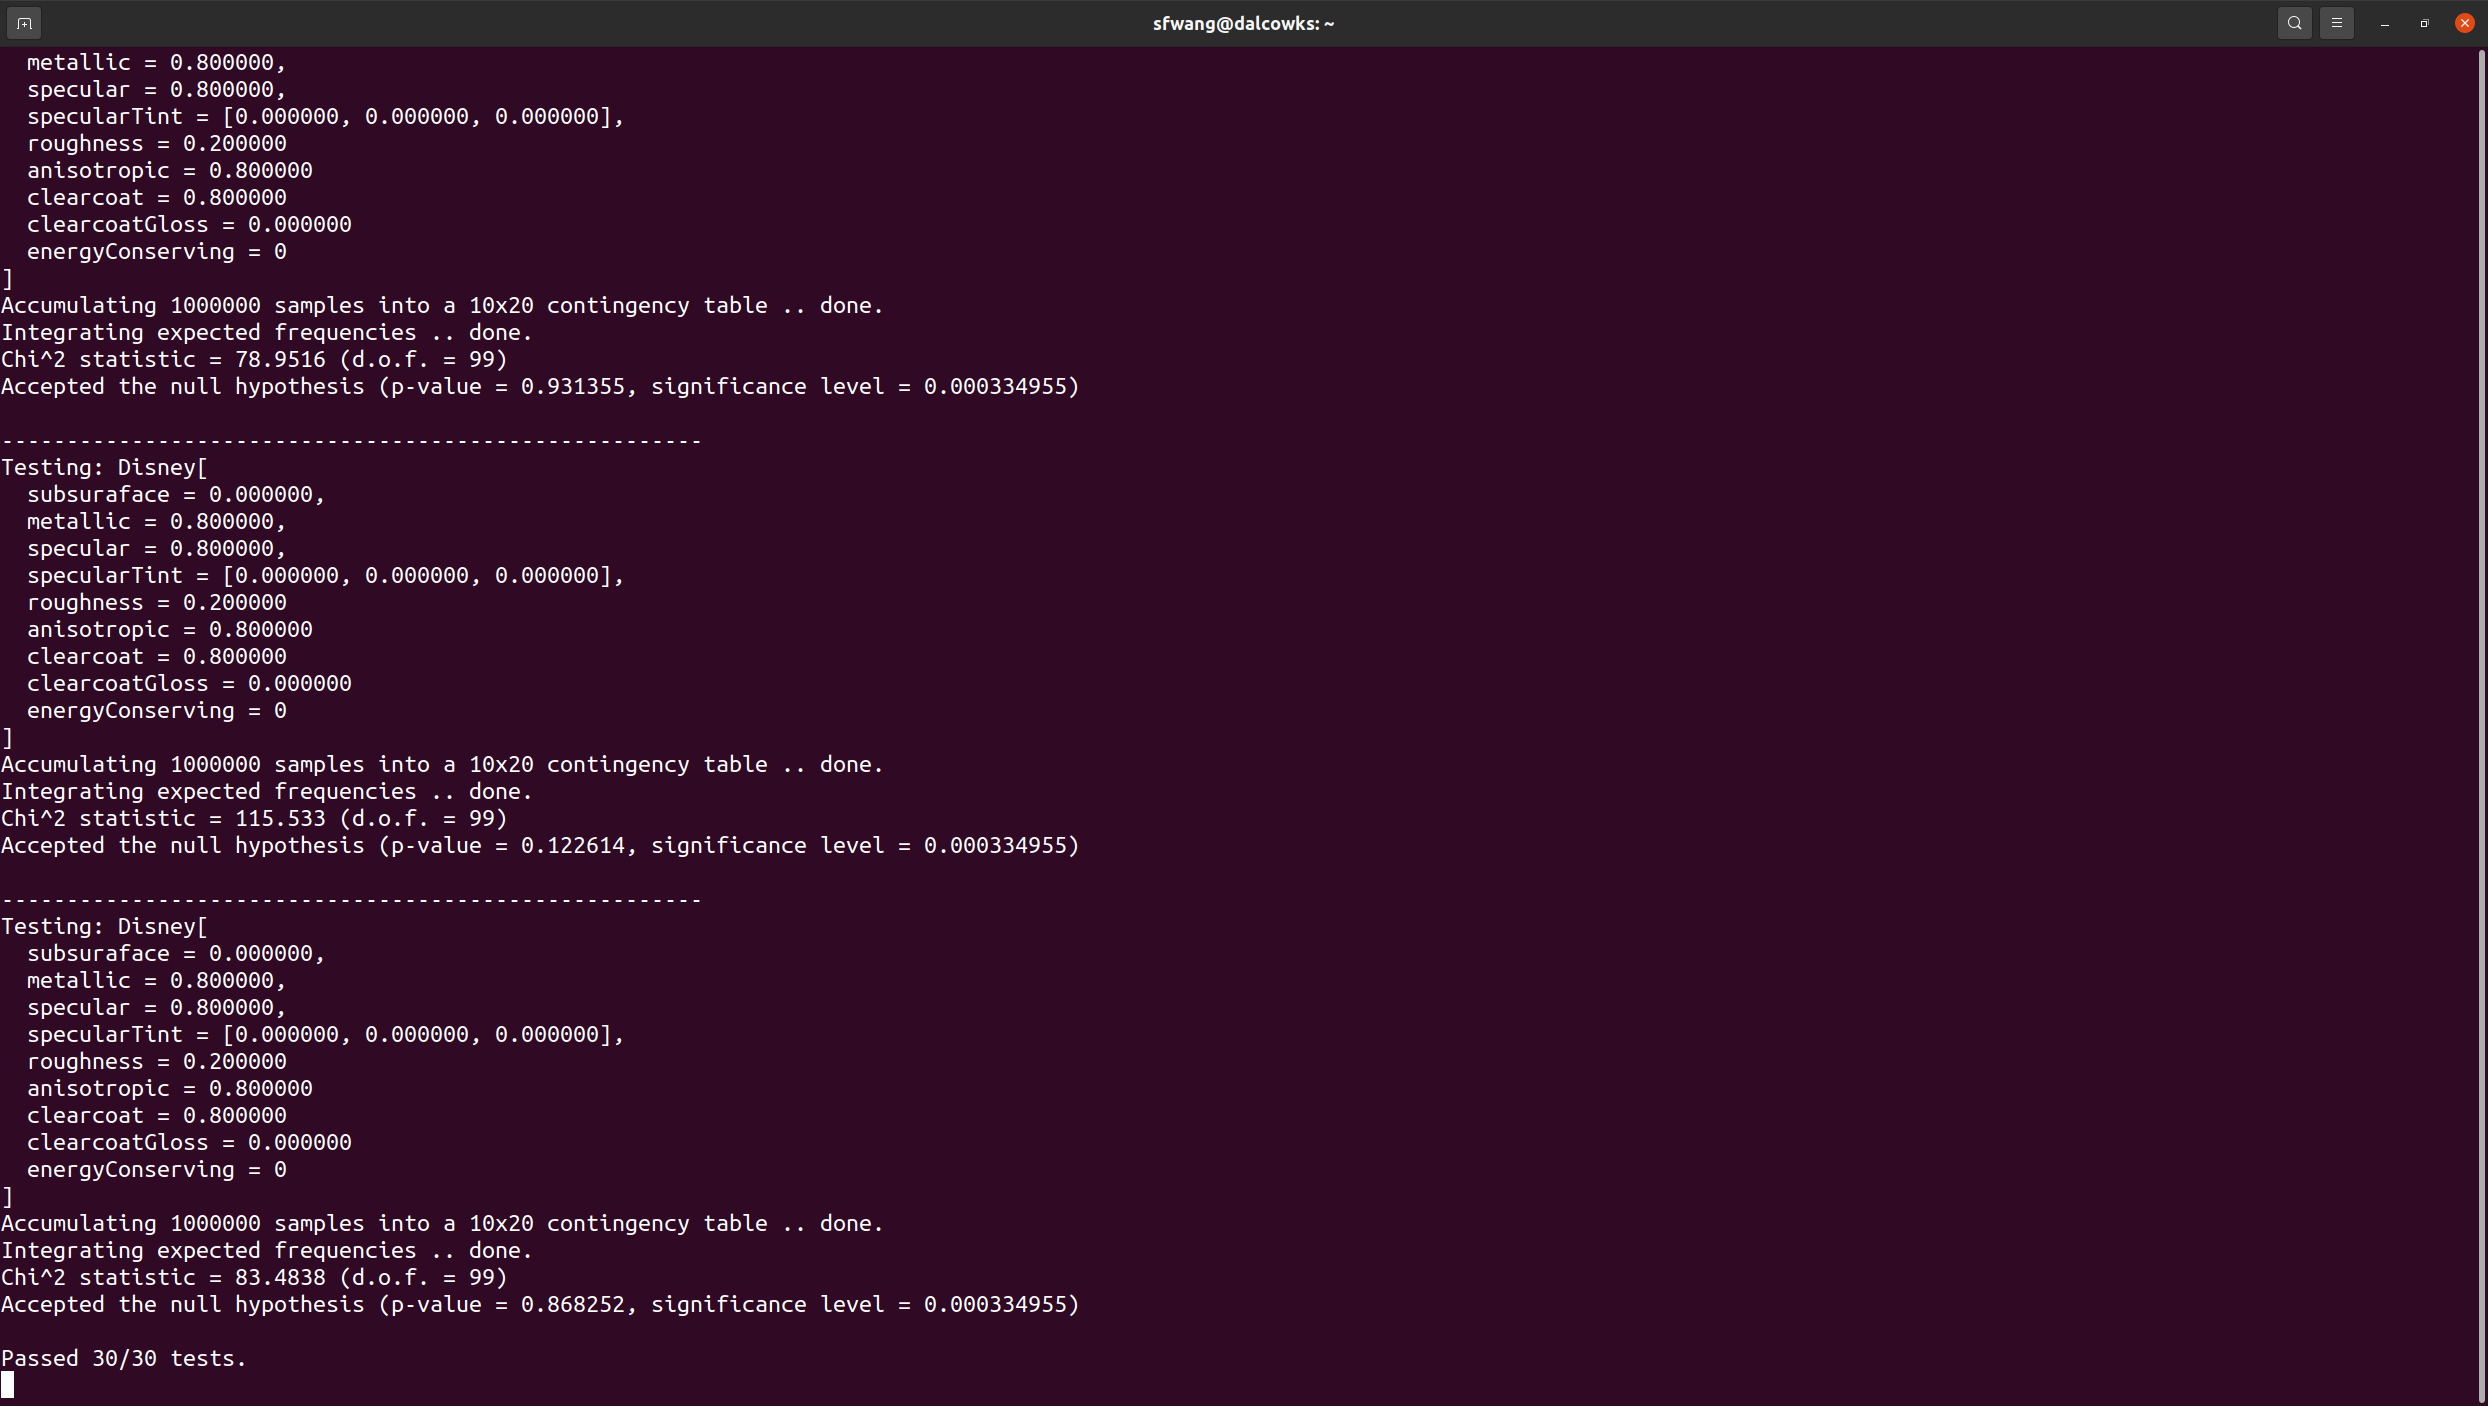 sfwang@dalcowks: ~
  metallic = 0.800000,
  specular = 0.800000,
  specularTint = [0.000000, 0.000000, 0.000000],
  roughness = 0.200000
  anisotropic = 0.800000
  clearcoat = 0.800000
  clearcoatGloss = 0.000000
  energyConserving = 0
]
Accumulating 1000000 samples into a 10x20 contingency table .. done.
Integrating expected frequencies .. done.
Chi^2 statistic = 78.9516 (d.o.f. = 99)
Accepted the null hypothesis (p-value = 0.931355, significance level = 0.000334955)
------------------------------------------------------
Testing: Disney[
  subsuraface = 0.000000,
  metallic = 0.800000,
  specular = 0.800000,
  specularTint = [0.000000, 0.000000, 0.000000],
  roughness = 0.200000
  anisotropic = 0.800000
  clearcoat = 0.800000
  clearcoatGloss = 0.000000
  energyConserving = 0
]
Accumulating 1000000 samples into a 10x20 contingency table .. done.
Integrating expected frequencies .. done.
Chi^2 statistic = 115.533 (d.o.f. = 99)
Accepted the null hypothesis (p-value = 0.122614, significance level = 0.000334955)
------------------------------------------------------
Testing: Disney[
  subsuraface = 0.000000,
  metallic = 0.800000,
  specular = 0.800000,
  specularTint = [0.000000, 0.000000, 0.000000],
  roughness = 0.200000
  anisotropic = 0.800000
  clearcoat = 0.800000
  clearcoatGloss = 0.000000
  energyConserving = 0
]
Accumulating 1000000 samples into a 10x20 contingency table .. done.
Integrating expected frequencies .. done.
Chi^2 statistic = 83.4838 (d.o.f. = 99)
Accepted the null hypothesis (p-value = 0.868252, significance level = 0.000334955)
Passed 30/30 tests.